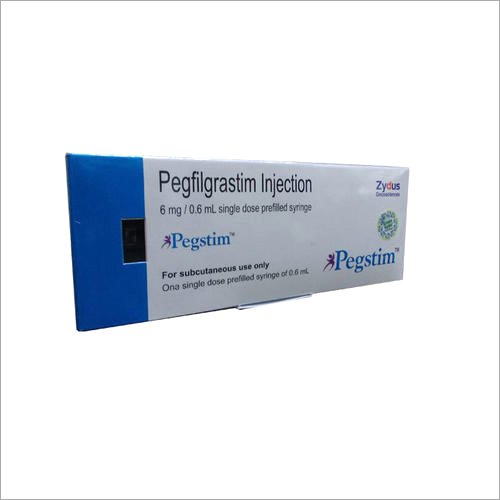 Pegfilgrastim Injection
6 mg / 0.6 mL single dose prefilled syringe
Pegstim™
For subcutaneous use only
One single dose prefilled syringe of 0.6 mL
Zydus
Oncosciences
Pegstim™